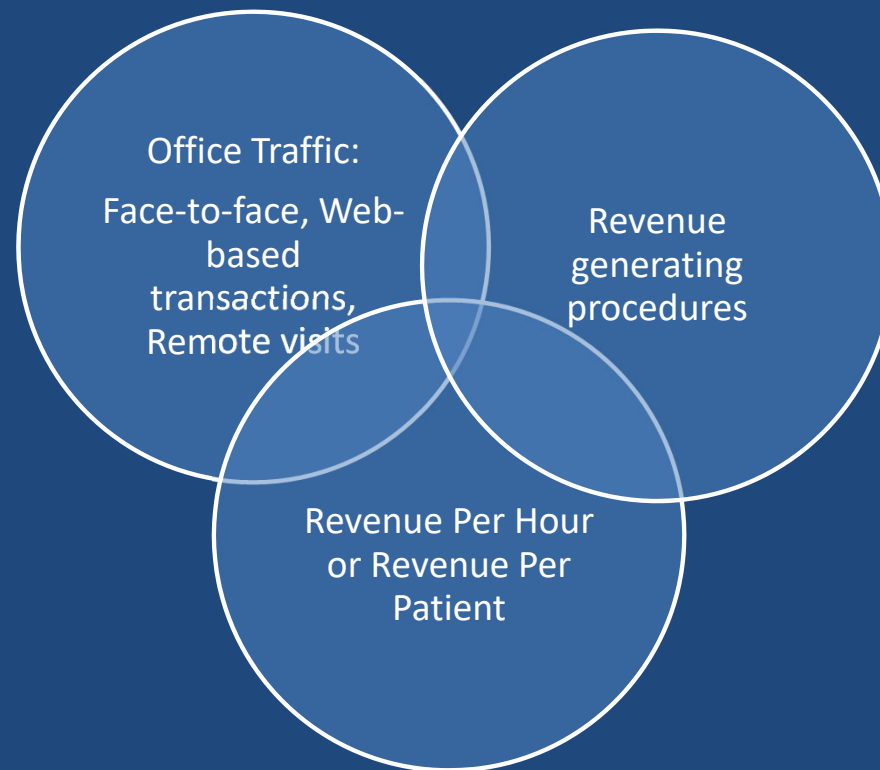 Office Traffic:
Face-to-face, Web-
based
transactions,
Remote visits
Revenue
generating
procedures
Revenue Per Hour
or Revenue Per
Patient